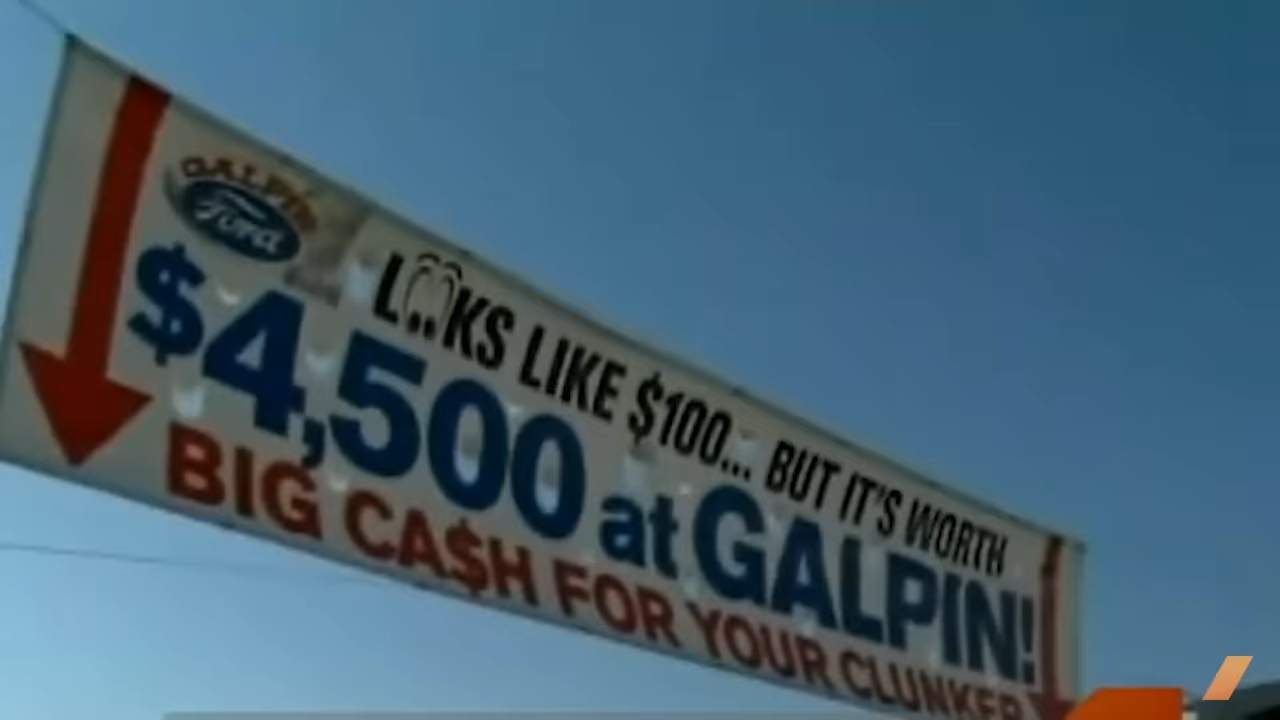 GALPIN
Ford
LOOKS LIKE $100... BUT IT'S WORTH
$4,500 at GALPIN!
BIG CA$H FOR YOUR CLUNKER